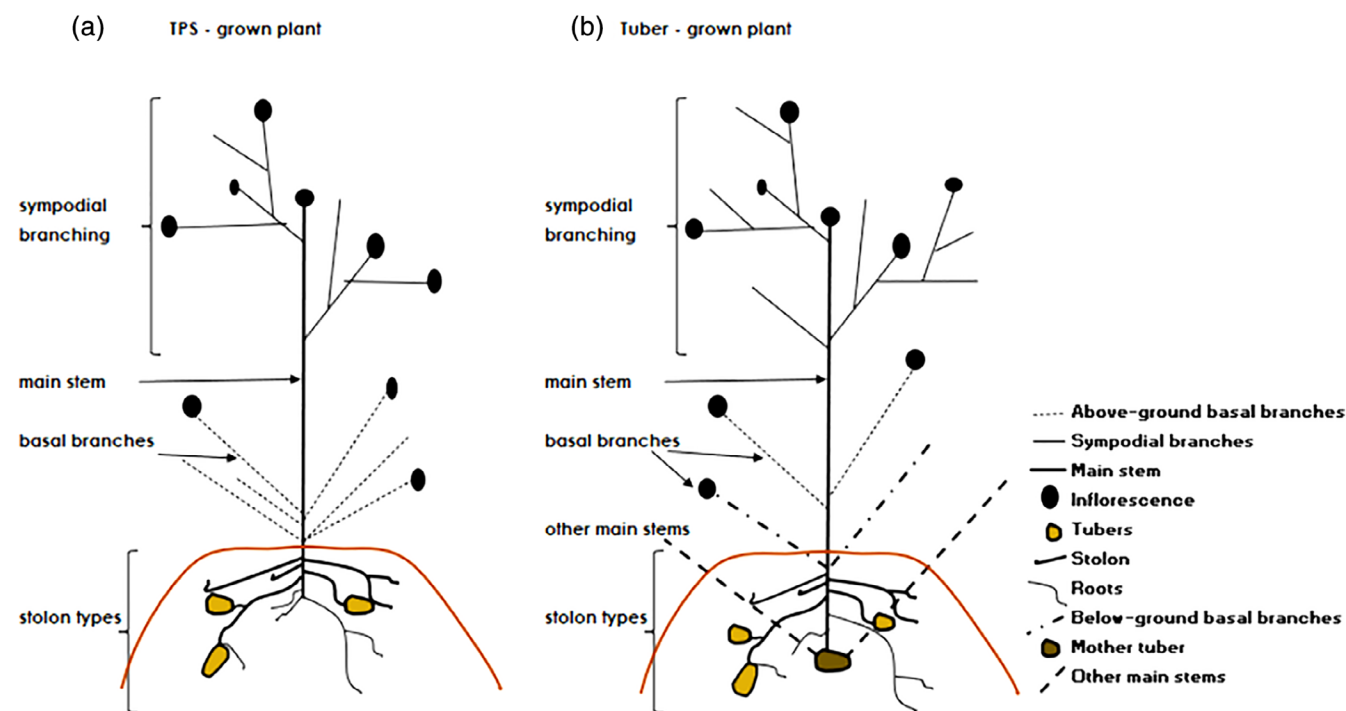 (a) TPS - grown plant
sympodial
branching
main stem
basal branches
stolon types
(b) Tuber - grown plant
sympodial
branching
main stem
basal branches
other main stems
stolon types
Above-ground basal branches
Sympodial branches
Main stem
Inflorescence
Tubers
Stolon
Roots
Below-ground basal branches
Mother tuber
Other main stems